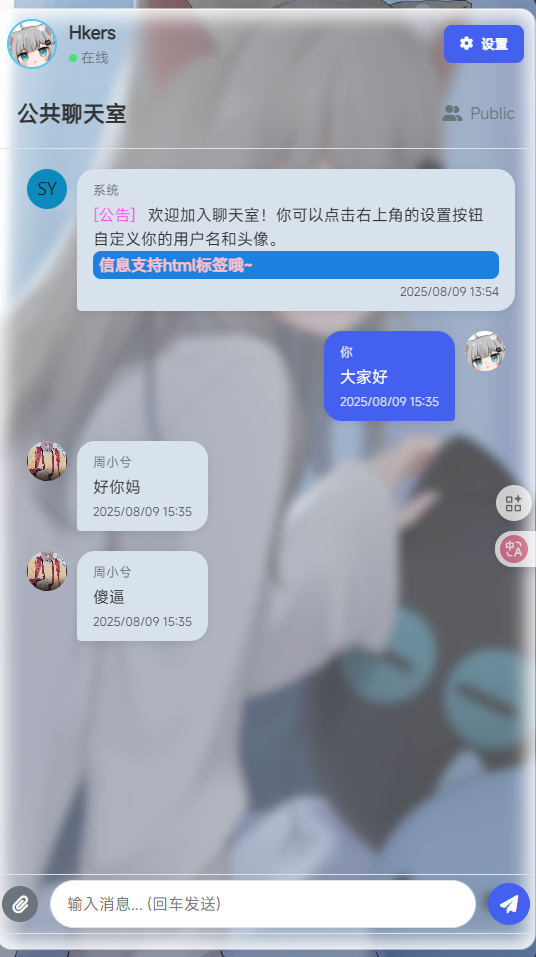 Hkers
在线
设置
公共聊天室
Public
SY
系统
[公告] 欢迎加入聊天室！你可以点击右上角的设置按钮
自定义你的用户名和头像。
信息支持html标签哦~
2025/08/09 13:54
你
大家好
2025/08/09 15:35
周小兮
好你妈
2025/08/09 15:35
周小兮
傻逼
2025/08/09 15:35
中A
输入消息... (回车发送)